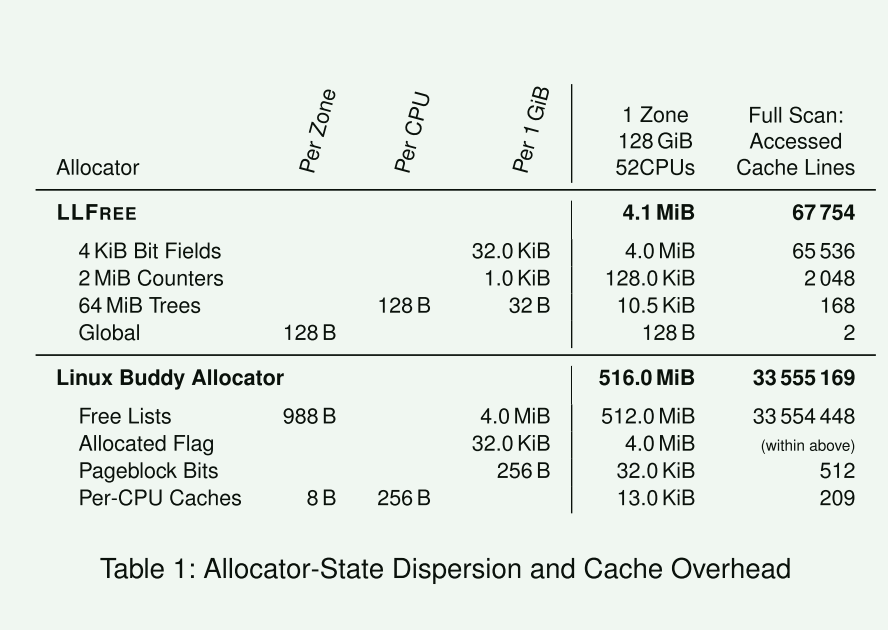 Allocator Per Zone Per CPU Per 1 GiB 1 Zone 128 GiB 52CPUs Full Scan: Accessed Cache Lines
LLFREE 4.1 MiB 67 754
4 KiB Bit Fields 32.0 KiB 4.0 MiB 65 536
2 MiB Counters 1.0 KiB 128.0 KiB 2 048
64 MiB Trees 128 B 32 B 10.5 KiB 168
Global 128 B 128 B 2
Linux Buddy Allocator 516.0 MiB 33 555 169
Free Lists 988 B 4.0 MiB 512.0 MiB 33 554 448
Allocated Flag 32.0 KiB 4.0 MiB (within above)
Pageblock Bits 256 B 32.0 KiB 512
Per-CPU Caches 8 B 256 B 13.0 KiB 209
Table 1: Allocator-State Dispersion and Cache Overhead